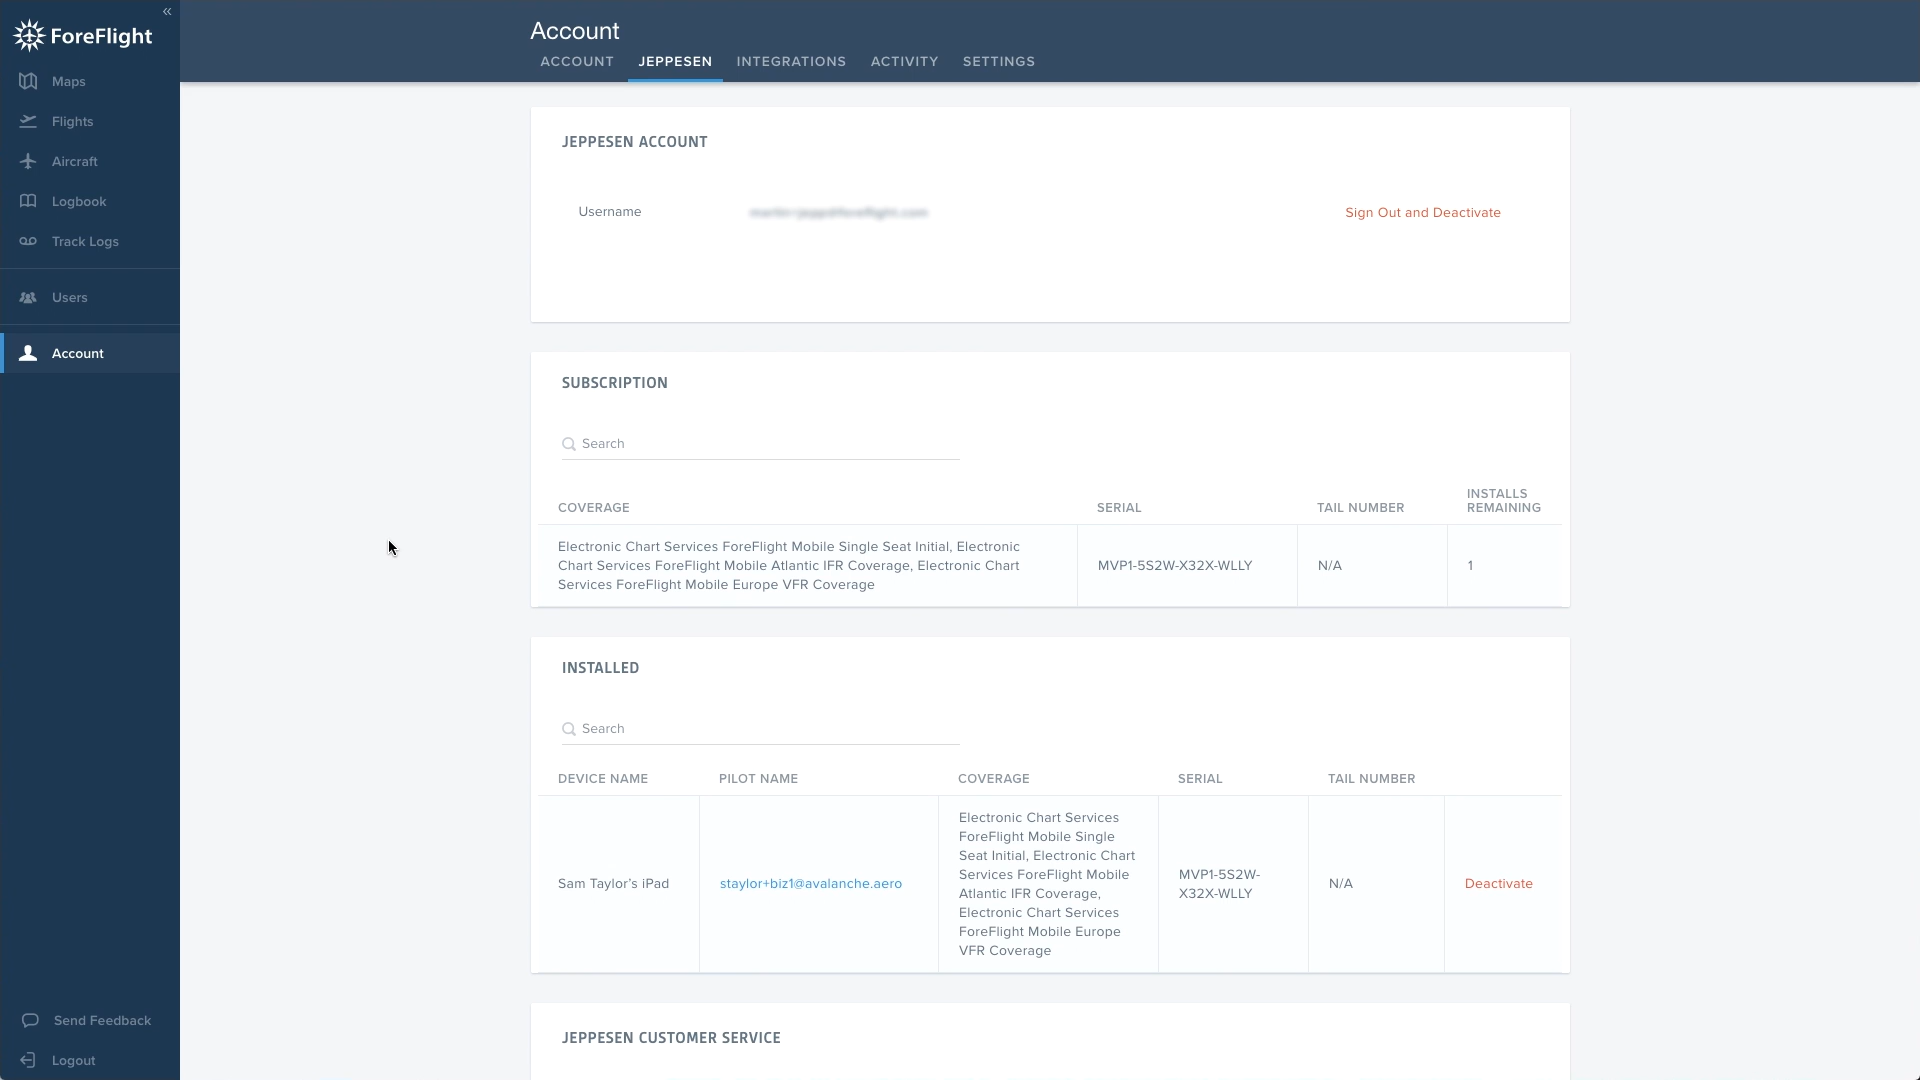 «
ForeFlight
Maps
Flights
Aircraft
Logbook
Track Logs
Users
Account
Send Feedback
Logout
Account
ACCOUNT JEPPESEN INTEGRATIONS ACTIVITY SETTINGS
JEPPESEN ACCOUNT
Username
Sign Out and Deactivate
SUBSCRIPTION
Search
COVERAGE
SERIAL
TAIL NUMBER
INSTALLS
REMAINING
Electronic Chart Services ForeFlight Mobile Single Seat Initial, Electronic
Chart Services ForeFlight Mobile Atlantic IFR Coverage, Electronic Chart
Services ForeFlight Mobile Europe VFR Coverage
MVP1-5S2W-X32X-WLLY
N/A
1
INSTALLED
Search
DEVICE NAME
PILOT NAME
COVERAGE
SERIAL
TAIL NUMBER
Sam Taylor's iPad
staylor+biz1@avalanche.aero
Electronic Chart Services
ForeFlight Mobile Single
Seat Initial, Electronic Chart
Services ForeFlight Mobile
Atlantic IFR Coverage,
Electronic Chart Services
ForeFlight Mobile Europe
VFR Coverage
MVP1-5S2W-
X32X-WLLY
N/A
Deactivate
JEPPESEN CUSTOMER SERVICE